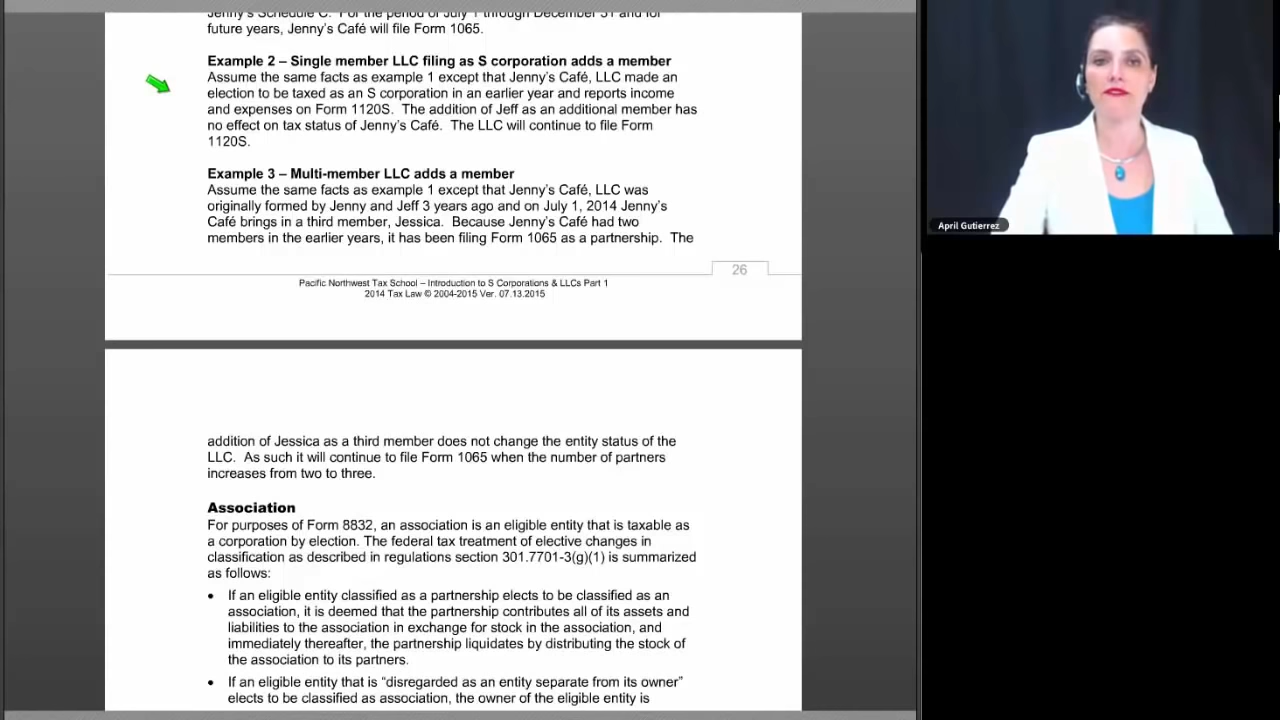 Jenny's Schedule C. For the period of July 1 through December 31 and for
future years, Jenny's Café will file Form 1065.
Example 2 – Single member LLC filing as S corporation adds a member
Assume the same facts as example 1 except that Jenny's Café, LLC made an
election to be taxed as an S corporation in an earlier year and reports income
and expenses on Form 1120S. The addition of Jeff as an additional member has
no effect on tax status of Jenny's Café. The LLC will continue to file Form
1120S.
Example 3 – Multi-member LLC adds a member
Assume the same facts as example 1 except that Jenny's Café, LLC was
originally formed by Jenny and Jeff 3 years ago and on July 1, 2014 Jenny's
Café brings in a third member, Jessica. Because Jenny's Café had two
members in the earlier years, it has been filing Form 1065 as a partnership. The
26
Pacific Northwest Tax School – Introduction to S Corporations & LLCs Part 1
2014 Tax Law © 2004-2015 Ver. 07.13.2015
addition of Jessica as a third member does not change the entity status of the
LLC. As such it will continue to file Form 1065 when the number of partners
increases from two to three.
Association
For purposes of Form 8832, an association is an eligible entity that is taxable as
a corporation by election. The federal tax treatment of elective changes in
classification as described in regulations section 301.7701-3(g)(1) is summarized
as follows:
• If an eligible entity classified as a partnership elects to be classified as an
association, it is deemed that the partnership contributes all of its assets and
liabilities to the association in exchange for stock in the association, and
immediately thereafter, the partnership liquidates by distributing the stock of
the association to its partners.
• If an eligible entity that is “disregarded as an entity separate from its owner”
elects to be classified as association, the owner of the eligible entity is
April Gutierrez